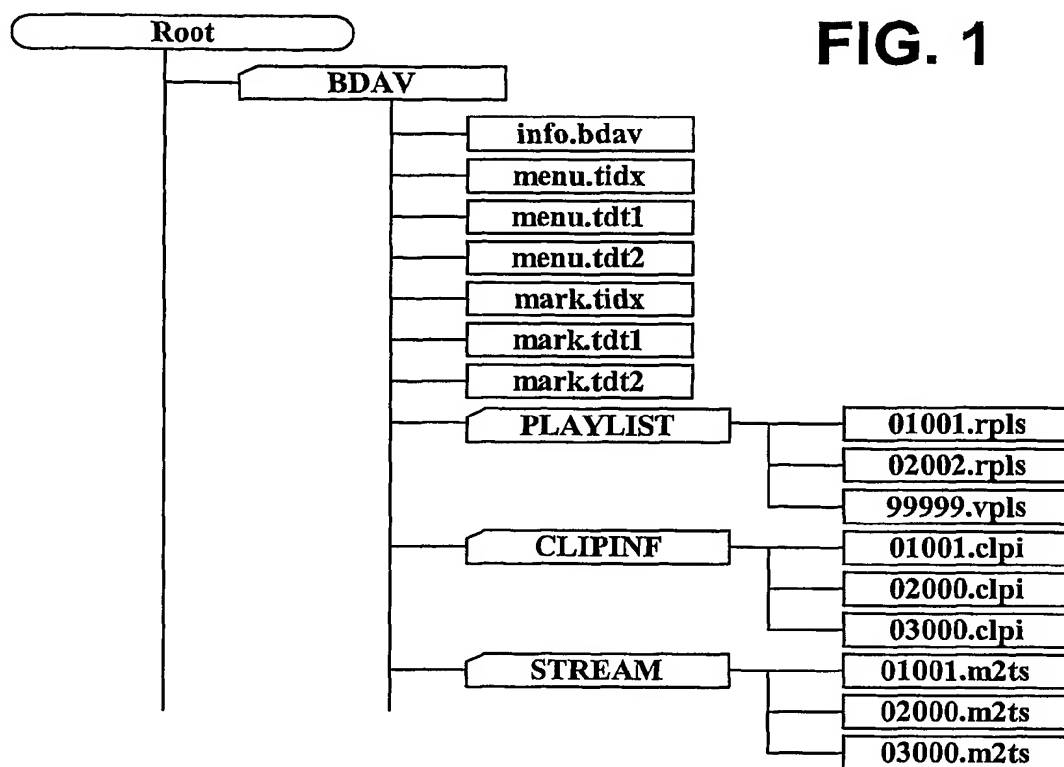 Root
FIG. 1
BDAV
info.bdav
menu.tidx
menu.tdt1
menu.tdt2
mark.tidx
mark.tdt1
mark.tdt2
PLAYLIST
01001.rpls
02002.rpls
99999.vpls
CLIPINF
01001.clpi
02000.clpi
03000.clpi
STREAM
01001.m2ts
02000.m2ts
03000.m2ts